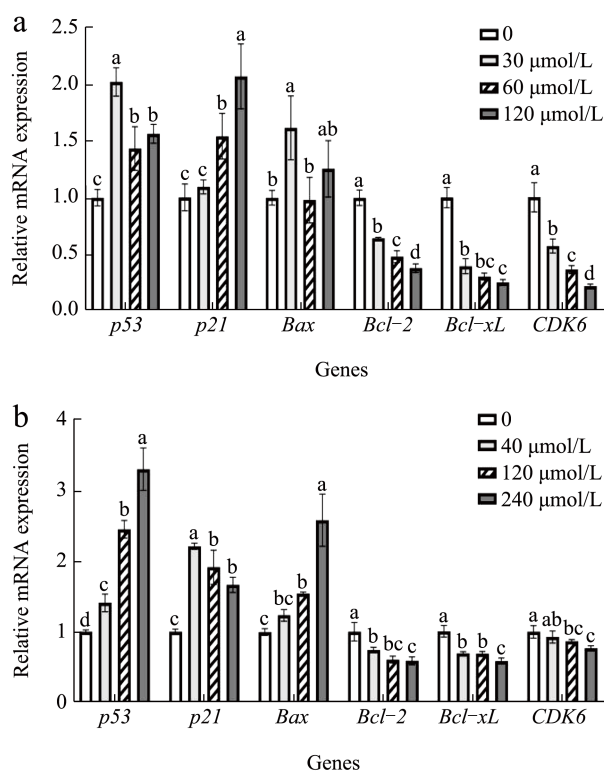 a
0
30 μmol/L
60 μmol/L
120 μmol/L
Relative mRNA expression
2.5
2.0
1.5
1.0
0.5
0.0
c a b b
c c b a
b a b ab
a b c d
a b bc c
a b c d
p53 p21 Bax Bcl−2 Bcl−xL CDK6
Genes
b
0
40 μmol/L
120 μmol/L
240 μmol/L
Relative mRNA expression
4
3
2
1
0
d c b a
c a b b
c bc b a
a b bc c
a b b c
a ab bc c
p53 p21 Bax Bcl−2 Bcl−xL CDK6
Genes